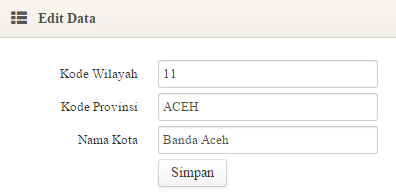 Edit Data
Kode Wilayah 11
Kode Provinsi ACEH
Nama Kota Banda Aceh
Simpan